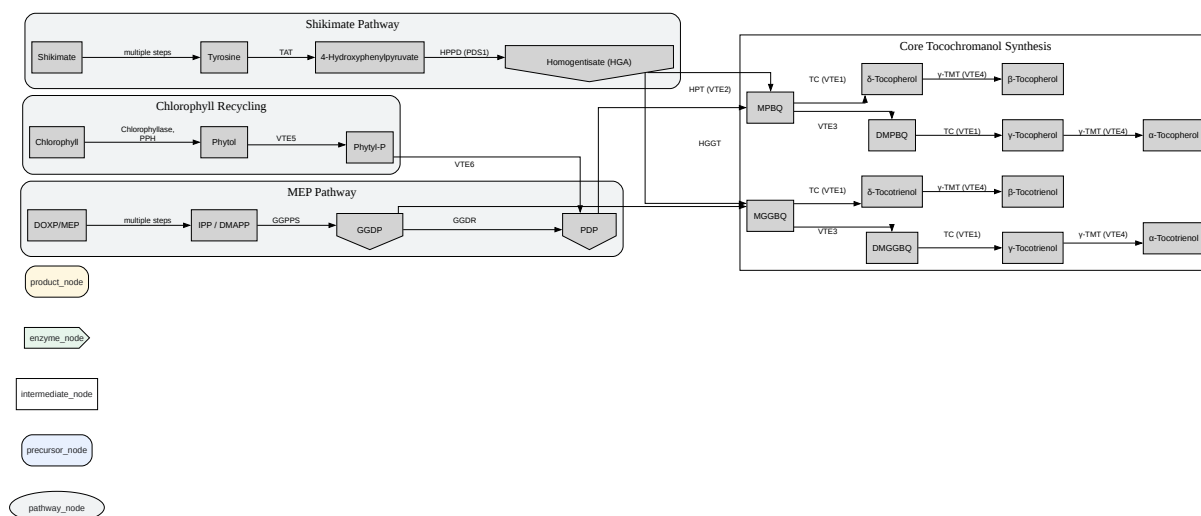 Shikimate Pathway
Shikimate
multiple steps
Tyrosine
TAT
4-Hydroxyphenylpyruvate
HPPD (PDS1)
Homogentisate (HGA)
Chlorophyll Recycling
Chlorophyll
Chlorophyllase,
PPH
Phytol
VTE5
Phytyl-P
VTE6
MEP Pathway
DOXP/MEP
multiple steps
IPP / DMAPP
GGPPS
GGDP
GGDR
PDP
HPT (VTE2)
HGGT
Core Tocochromanol Synthesis
MPBQ
TC (VTE1)
δ-Tocopherol
γ-TMT (VTE4)
β-Tocopherol
VTE3
DMPBQ
TC (VTE1)
γ-Tocopherol
γ-TMT (VTE4)
α-Tocopherol
MGGBQ
TC (VTE1)
δ-Tocotrienol
γ-TMT (VTE4)
β-Tocotrienol
VTE3
DMGGBQ
TC (VTE1)
γ-Tocotrienol
γ-TMT (VTE4)
α-Tocotrienol
product_node
enzyme_node
intermediate_node
precursor_node
pathway_node